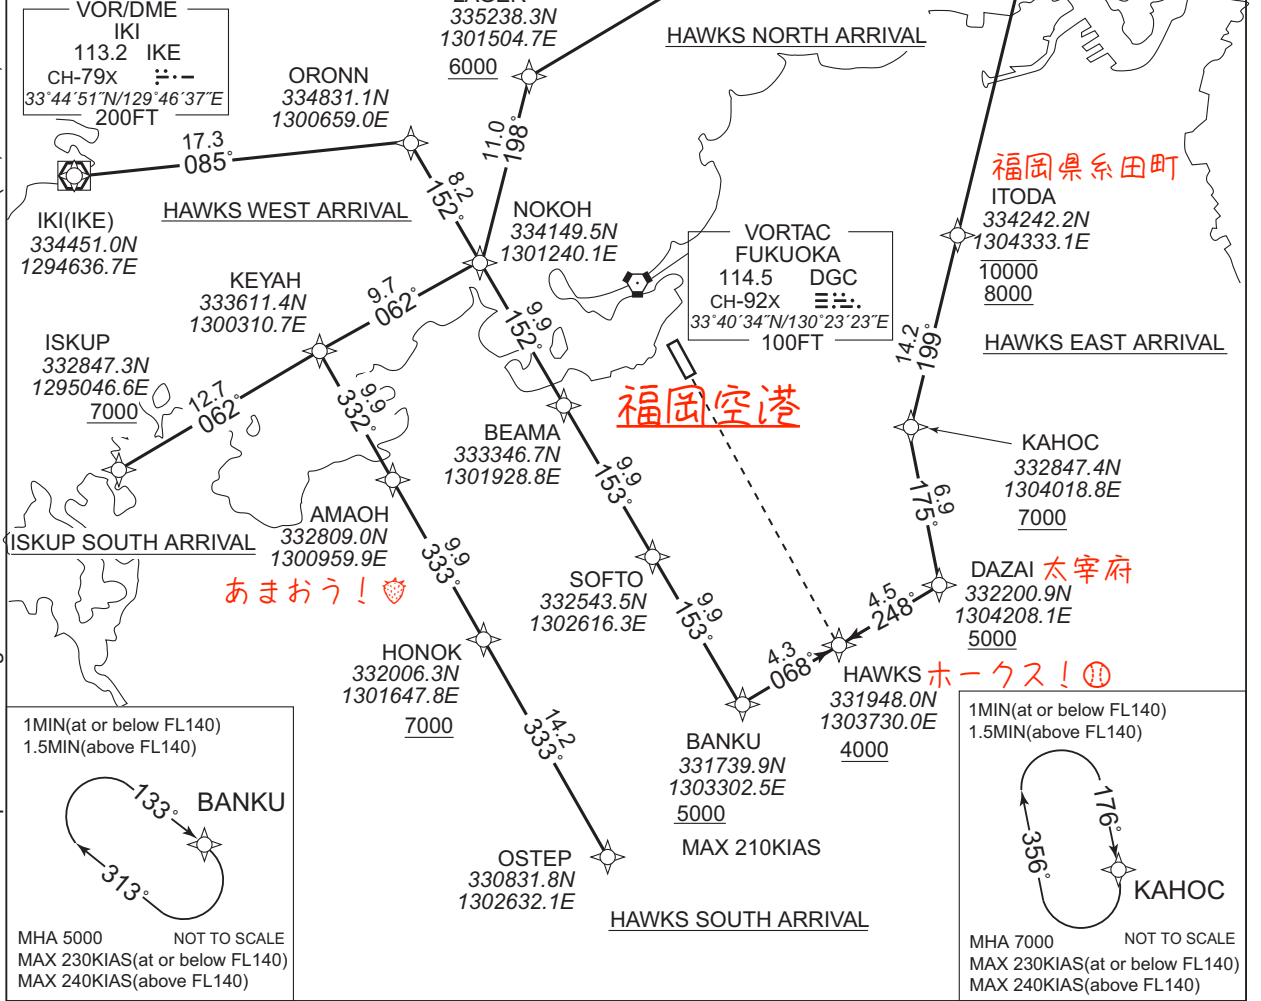 VOR/DME
IKI
113.2 IKE
CH-79X
33°44′51″N/129°46′37″E
200FT
335238.3N
1301504.7E
6000
HAWKS NORTH ARRIVAL
ORONN
334831.1N
1300659.0E
17.3
085°
11.0
198°
8.2
152°
IKI(IKE)
334451.0N
1294636.7E
HAWKS WEST ARRIVAL
NOKOH
334149.5N
1301240.1E
VORTAC
FUKUOKA
114.5 DGC
CH-92X
33°40′34″N/130°23′23″E
100FT
福岡県糸田町
ITODA
334242.2N
1304333.1E
10000
8000
KEYAH
333611.4N
1300310.7E
9.7
062°
9.9
152°
14.2
199°
HAWKS EAST ARRIVAL
ISKUP
332847.3N
1295046.6E
7000
12.7
062°
9.9
332°
福岡空港
BEAMA
333346.7N
1301928.8E
9.9
153°
KAHOC
332847.4N
1304018.8E
7000
6.9
175°
ISKUP SOUTH ARRIVAL
AMAOH
332809.0N
1300959.9E
あまおう！
9.9
333°
SOFTO
332543.5N
1302616.3E
9.9
153°
DAZAI 太宰府
332200.9N
1304208.1E
5000
4.5
248°
4.3
068°
HAWKS ホークス！
331948.0N
1303730.0E
4000
HONOK
332006.3N
1301647.8E
7000
14.2
333°
BANKU
331739.9N
1303302.5E
5000
MAX 210KIAS
OSTEP
330831.8N
1302632.1E
HAWKS SOUTH ARRIVAL
1MIN(at or below FL140)
1.5MIN(above FL140)
133°
BANKU
313°
MHA 5000 NOT TO SCALE
MAX 230KIAS(at or below FL140)
MAX 240KIAS(above FL140)
1MIN(at or below FL140)
1.5MIN(above FL140)
176°
356°
KAHOC
MHA 7000 NOT TO SCALE
MAX 230KIAS(at or below FL140)
MAX 240KIAS(above FL140)